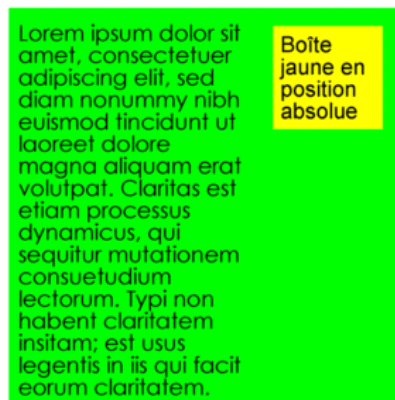 Lorem ipsum dolor sit
amet, consectetuer
adipiscing elit, sed
diam nonummy nibh
euismod tincidunt ut
laoreet dolore
magna aliquam erat
volutpat. Claritas est
etiam processus
dynamicus, qui
sequitur mutationem
consuetudium
lectorum. Typi non
habent claritatem
insitam; est usus
legentis in iis qui facit
eorum claritatem.
Boîte
jaune en
position
absolue